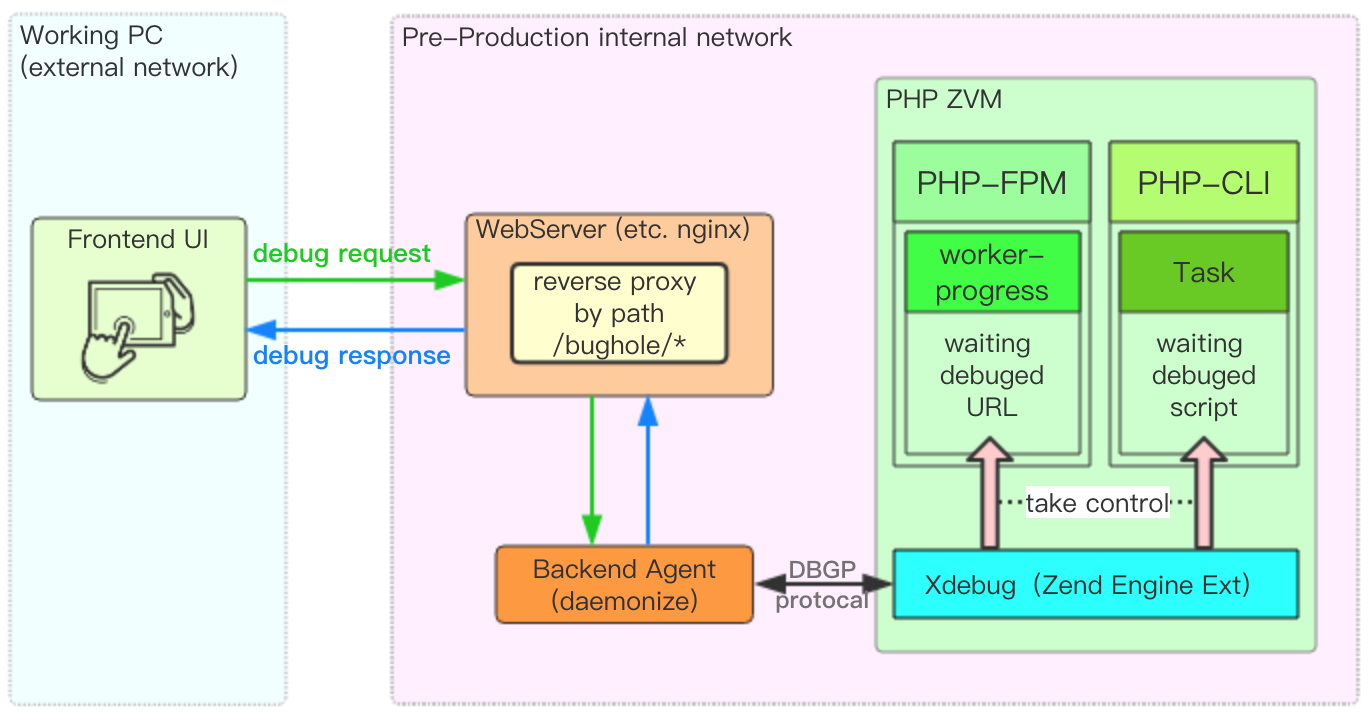 Working PC
(external network)
Pre-Production internal network
PHP ZVM
PHP-FPM
PHP-CLI
Frontend UI
debug request
debug response
WebServer (etc. nginx)
reverse proxy
by path
/bughole/*
worker-
progress
waiting
debuged
URL
Task
waiting
debuged
script
take control
Backend Agent
(daemonize)
DBGP
protocal
Xdebug (Zend Engine Ext)